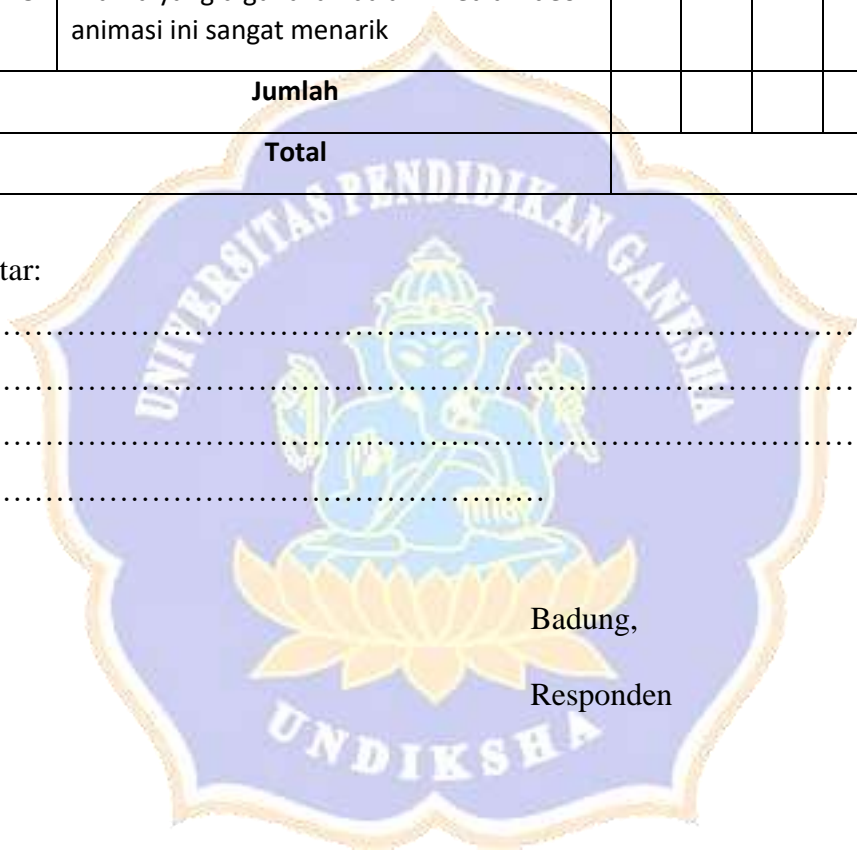 animasi ini sangat menarik
Jumlah
Total
UNIVERSITAS PENDIDIKAN GANESHA
tar:
……………………………………………………………………………
……………………………………………………………………………
……………………………………………………………………………
………………………………………………
Badung,
Responden
UNDIKSHA